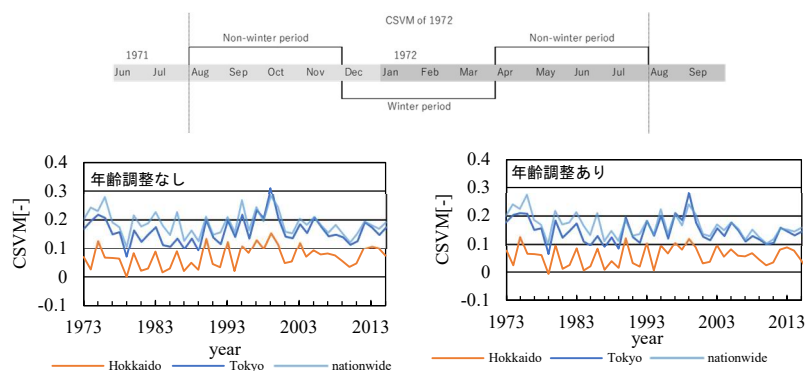 CSVM of 1972
Non-winter period
Non-winter period
1971
1972
Jun Jul Aug Sep Oct Nov Dec Jan Feb Mar Apr May Jun Jul Aug Sep
Winter period
年齢調整なし
CSVM[-]
0.4
0.3
0.2
0.1
0
-0.1
1973 1983 1993 2003 2013
year
Hokkaido Tokyo nationwide
年齢調整あり
CSVM[-]
0.4
0.3
0.2
0.1
0
-0.1
1973 1983 1993 2003 2013
year
Hokkaido Tokyo nationwide